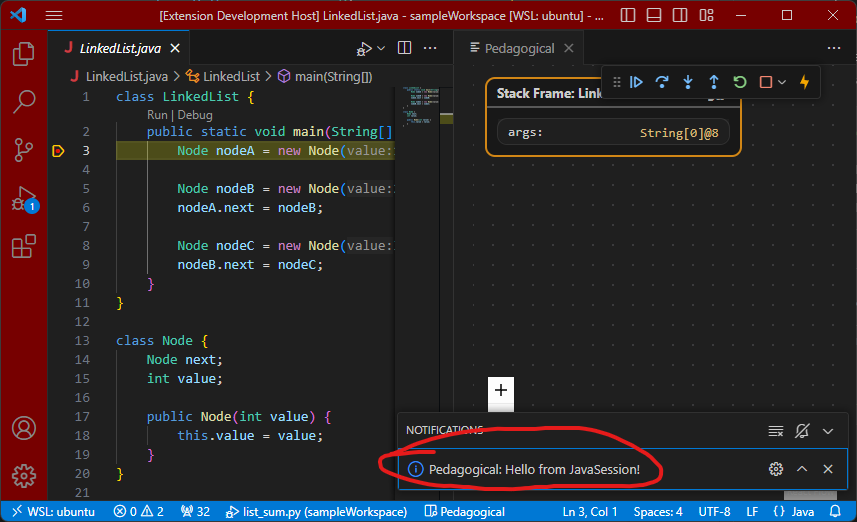 [Extension Development Host] LinkedList.java - sampleWorkspace [WSL: ubuntu] - ...
J LinkedList.java
Pedagogical
J LinkedList.java > LinkedList > main(String[])
1 class LinkedList {
Run | Debug
2 public static void main(String[]
3 Node nodeA = new Node(value:
4
5 Node nodeB = new Node(value:
6 nodeA.next = nodeB;
7
8 Node nodeC = new Node(value:
9 nodeB.next = nodeC;
10 }
11 }
12
13 class Node {
14 Node next;
15 int value;
16
17 public Node(int value) {
18 this.value = value;
19 }
20 }
21
1
Stack Frame: Link
args: String[0]@8
+
NOTIFICATIONS
Pedagogical: Hello from JavaSession!
WSL: ubuntu 0 2 32 list_sum.py (sampleWorkspace) Pedagogical Ln 3, Col 1 Spaces: 4 UTF-8 LF {} Java